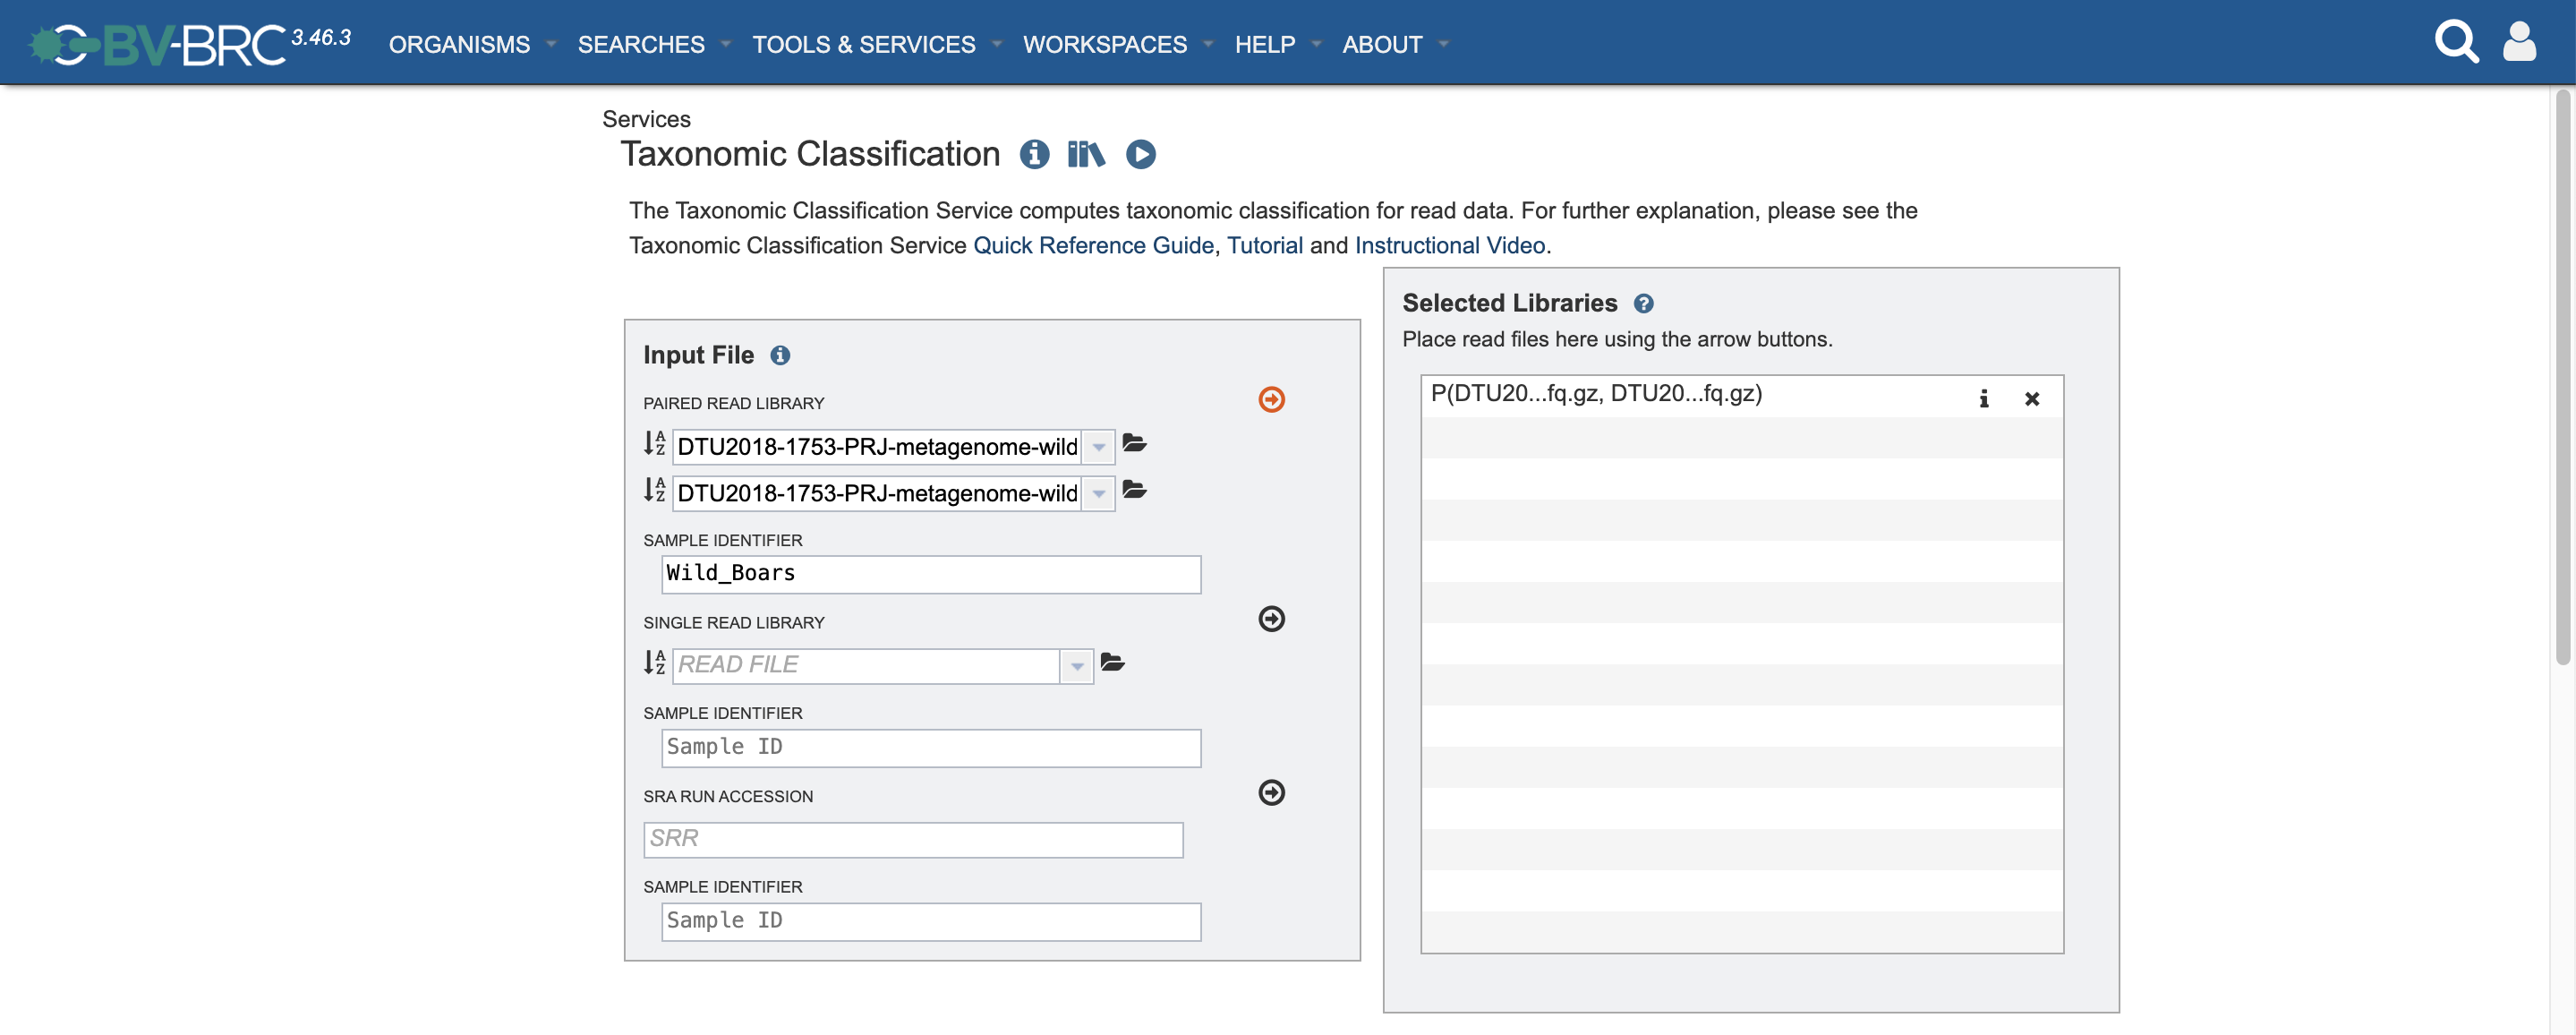 BV-BRC 3.46.3 ORGANISMS SEARCHES TOOLS & SERVICES WORKSPACES HELP ABOUT
Services
Taxonomic Classification
The Taxonomic Classification Service computes taxonomic classification for read data. For further explanation, please see the
Taxonomic Classification Service Quick Reference Guide, Tutorial and Instructional Video.
Input File
PAIRED READ LIBRARY
DTU2018-1753-PRJ-metagenome-wild
DTU2018-1753-PRJ-metagenome-wild
SAMPLE IDENTIFIER
Wild_Boars
SINGLE READ LIBRARY
READ FILE
SAMPLE IDENTIFIER
Sample ID
SRA RUN ACCESSION
SRR
SAMPLE IDENTIFIER
Sample ID
Selected Libraries
Place read files here using the arrow buttons.
P(DTU20...fq.gz, DTU20...fq.gz)